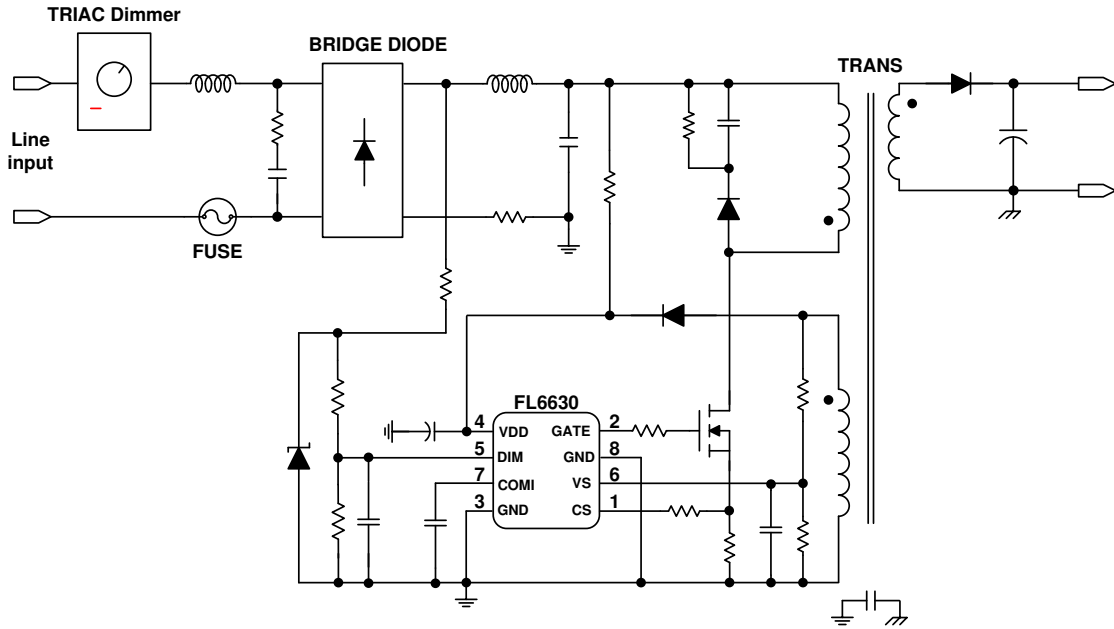 TRIAC Dimmer
BRIDGE DIODE
TRANS
Line
input
FUSE
FL6630
4 VDD GATE 2
5 DIM GND 8
7 COMI VS 6
3 GND CS 1